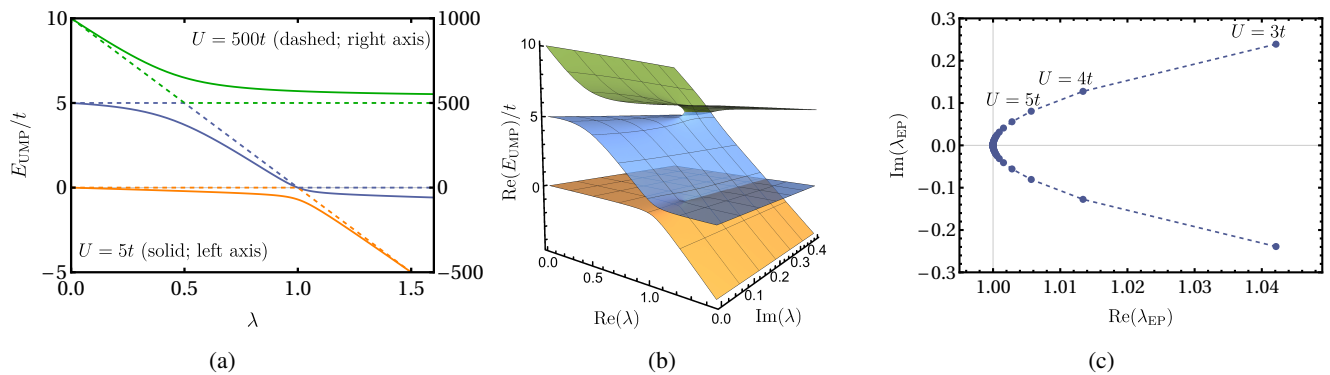 10
5
0
−5
E_UMP/t
1000
500
0
−500
U = 500t (dashed; right axis)
U = 5t (solid; left axis)
0.0 0.5 1.0 1.5
λ
(a)
10
5
0
Re(E_UMP)/t
0.0 0.5 1.0
Re(λ)
0.0 0.1 0.2 0.3 0.4
Im(λ)
(b)
0.3
0.2
0.1
0.0
−0.1
−0.2
−0.3
Im(λ_EP)
U = 3t
U = 4t
U = 5t
1.00 1.01 1.02 1.03 1.04
Re(λ_EP)
(c)